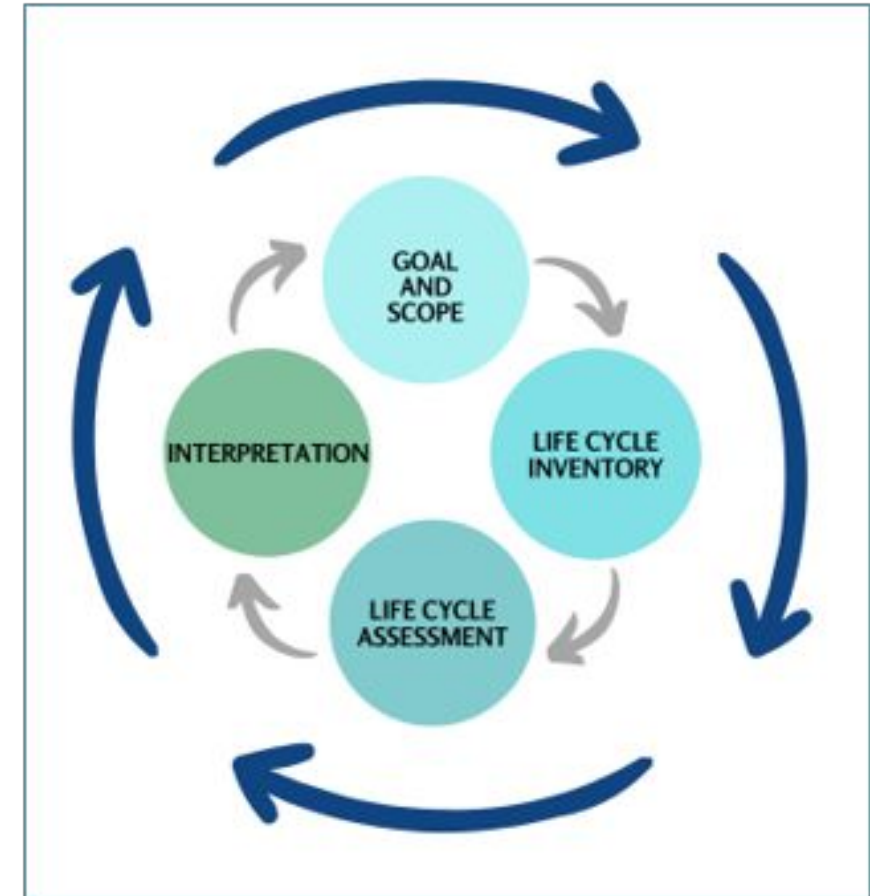 GOAL
AND
SCOPE
LIFE CYCLE
INVENTORY
LIFE CYCLE
ASSESSMENT
INTERPRETATION